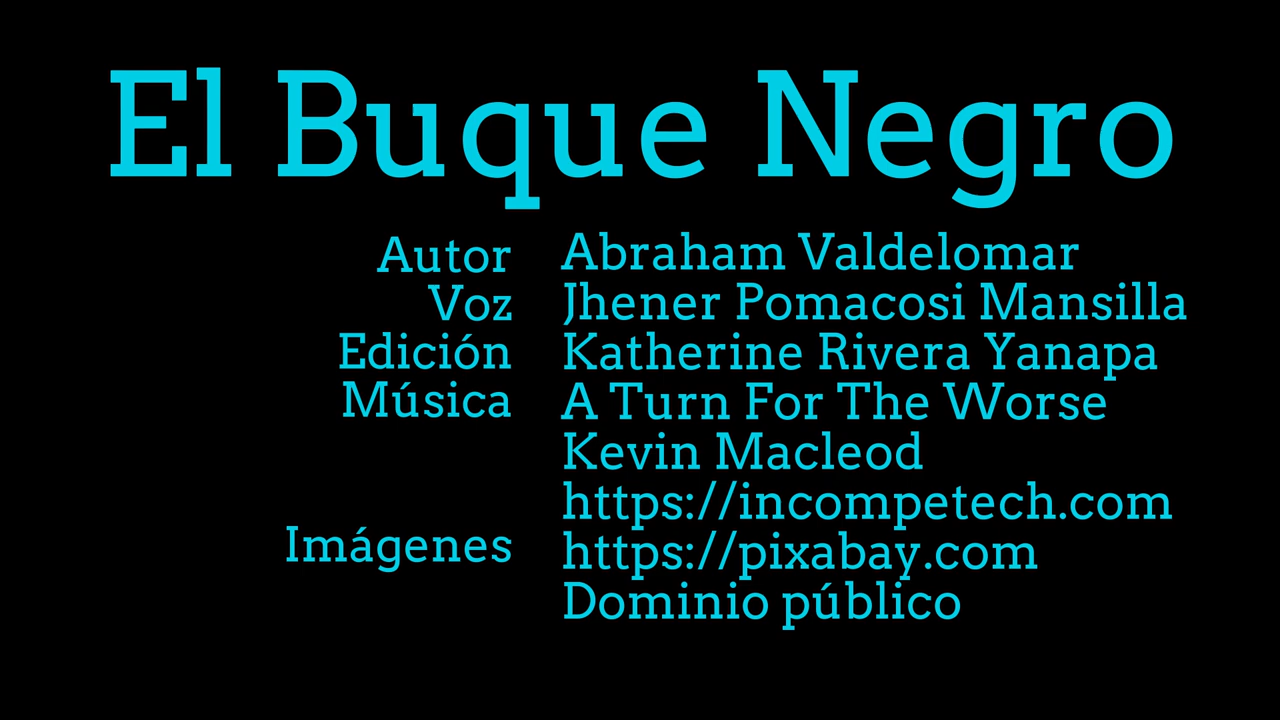 El Buque Negro
Autor Abraham Valdelomar
Voz Jhener Pomacosi Mansilla
Edición Katherine Rivera Yanapa
Música A Turn For The Worse
Kevin Macleod
https://incompetech.com
Imágenes https://pixabay.com
Dominio público